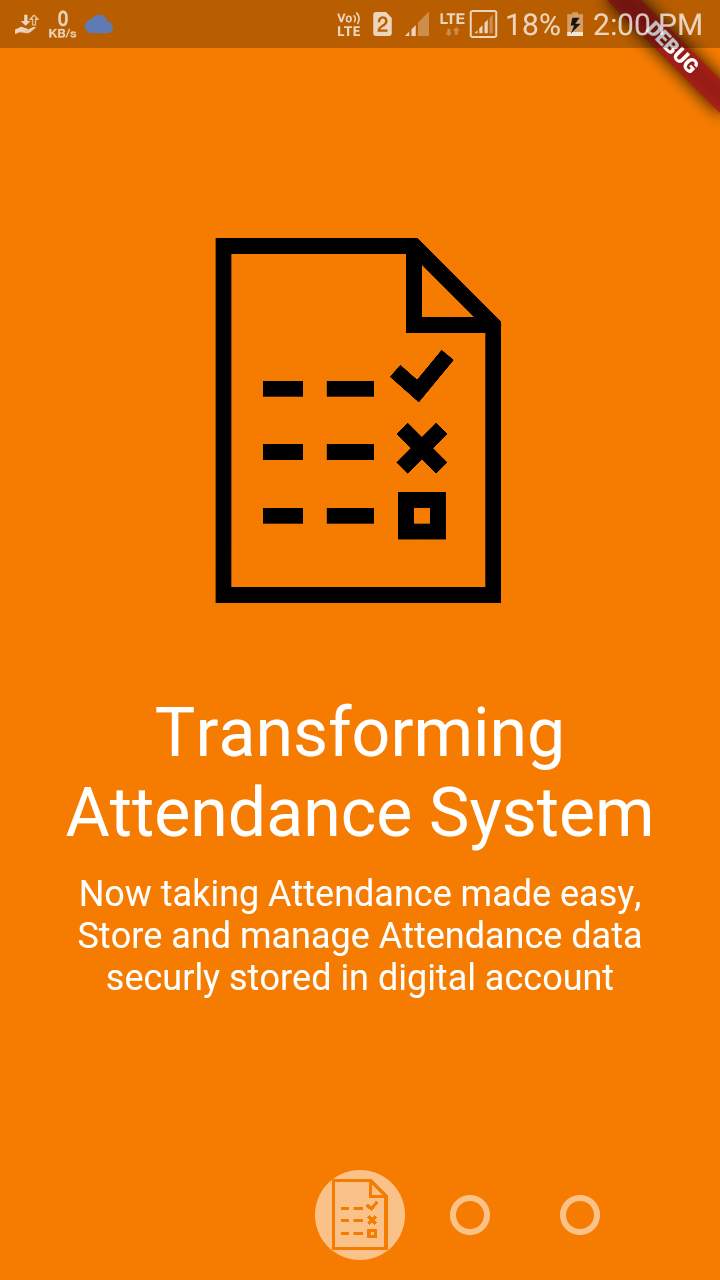 0
KB/s
Vo))
LTE
2
LTE
18%
2:00 PM
DEBUG
Transforming
Attendance System
Now taking Attendance made easy,
Store and manage Attendance data
securly stored in digital account